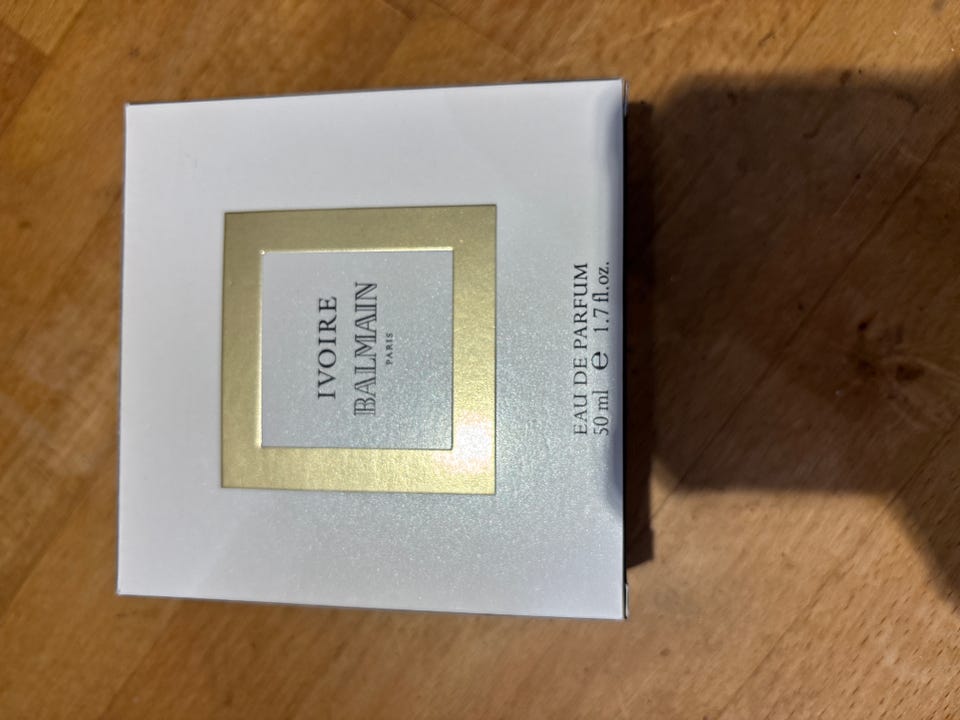 IVOIRE
BALMAIN
PARIS
EAU DE PARFUM
50 ml e 1.7 fl.oz.